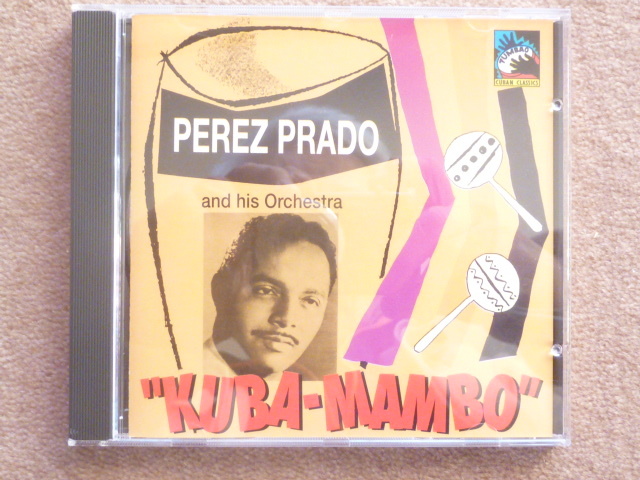 TUMBAO
CUBAN CLASSICS
PEREZ PRADO
and his Orchestra
"KUBA-MAMBO"